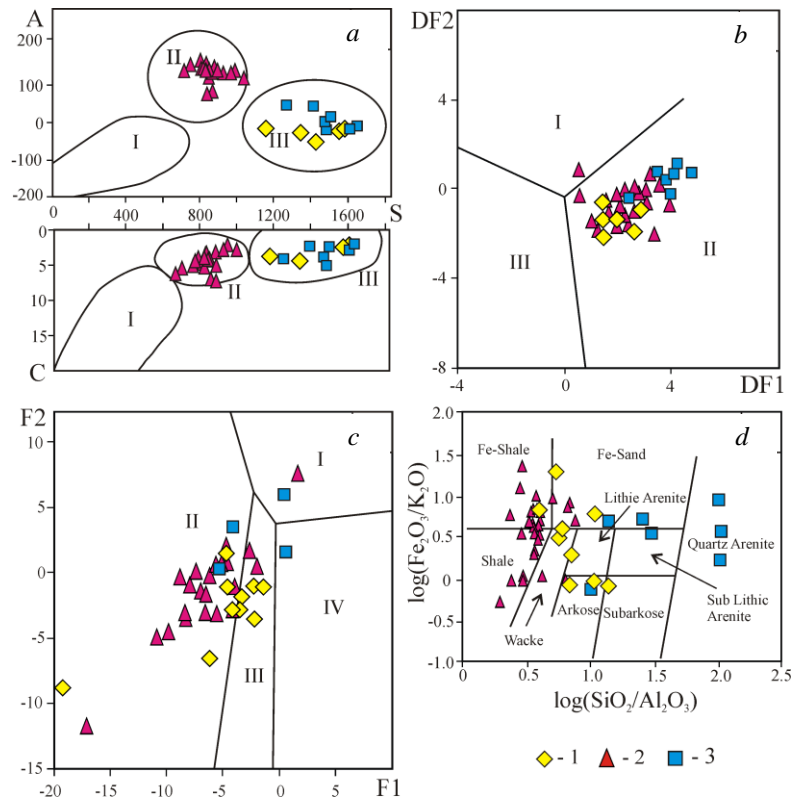 A
a
200
100
0
-100
-200
II
III
I
0 400 800 1200 1600 S
0
5
10
15
C
II
III
I
DF2
b
4
0
-4
-8
I
II
III
-4 0 4 DF1
F2
c
10
5
0
-5
-10
-15
I
II
III
IV
-20 -15 -10 -5 0 5 F1
d
log(Fe₂O₃/K₂O)
2.0
1.5
1.0
0.5
0.0
-0.5
-1.0
Fe-Shale
Fe-Sand
Lithie Arenite
Shale
Quartz Arenite
Sub Lithic
Arenite
Arkose
Subarkose
Wacke
0.0 0.5 1.0 1.5 2.0 2.5
log(SiO₂/Al₂O₃)
- 1 - 2 - 3